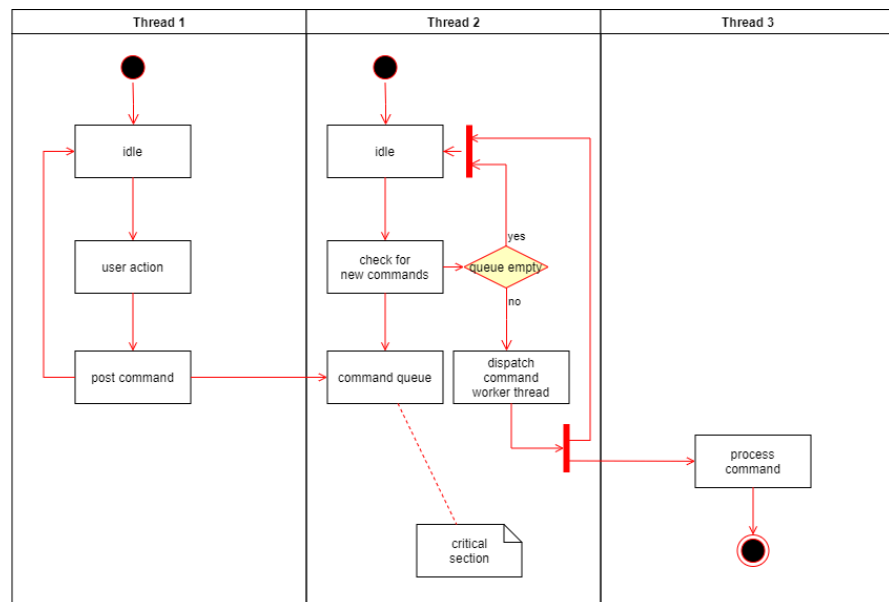 Thread 1
Thread 2
Thread 3
idle
idle
user action
check for
new commands
queue empty
yes
no
post command
command queue
dispatch
command
worker thread
process
command
critical
section